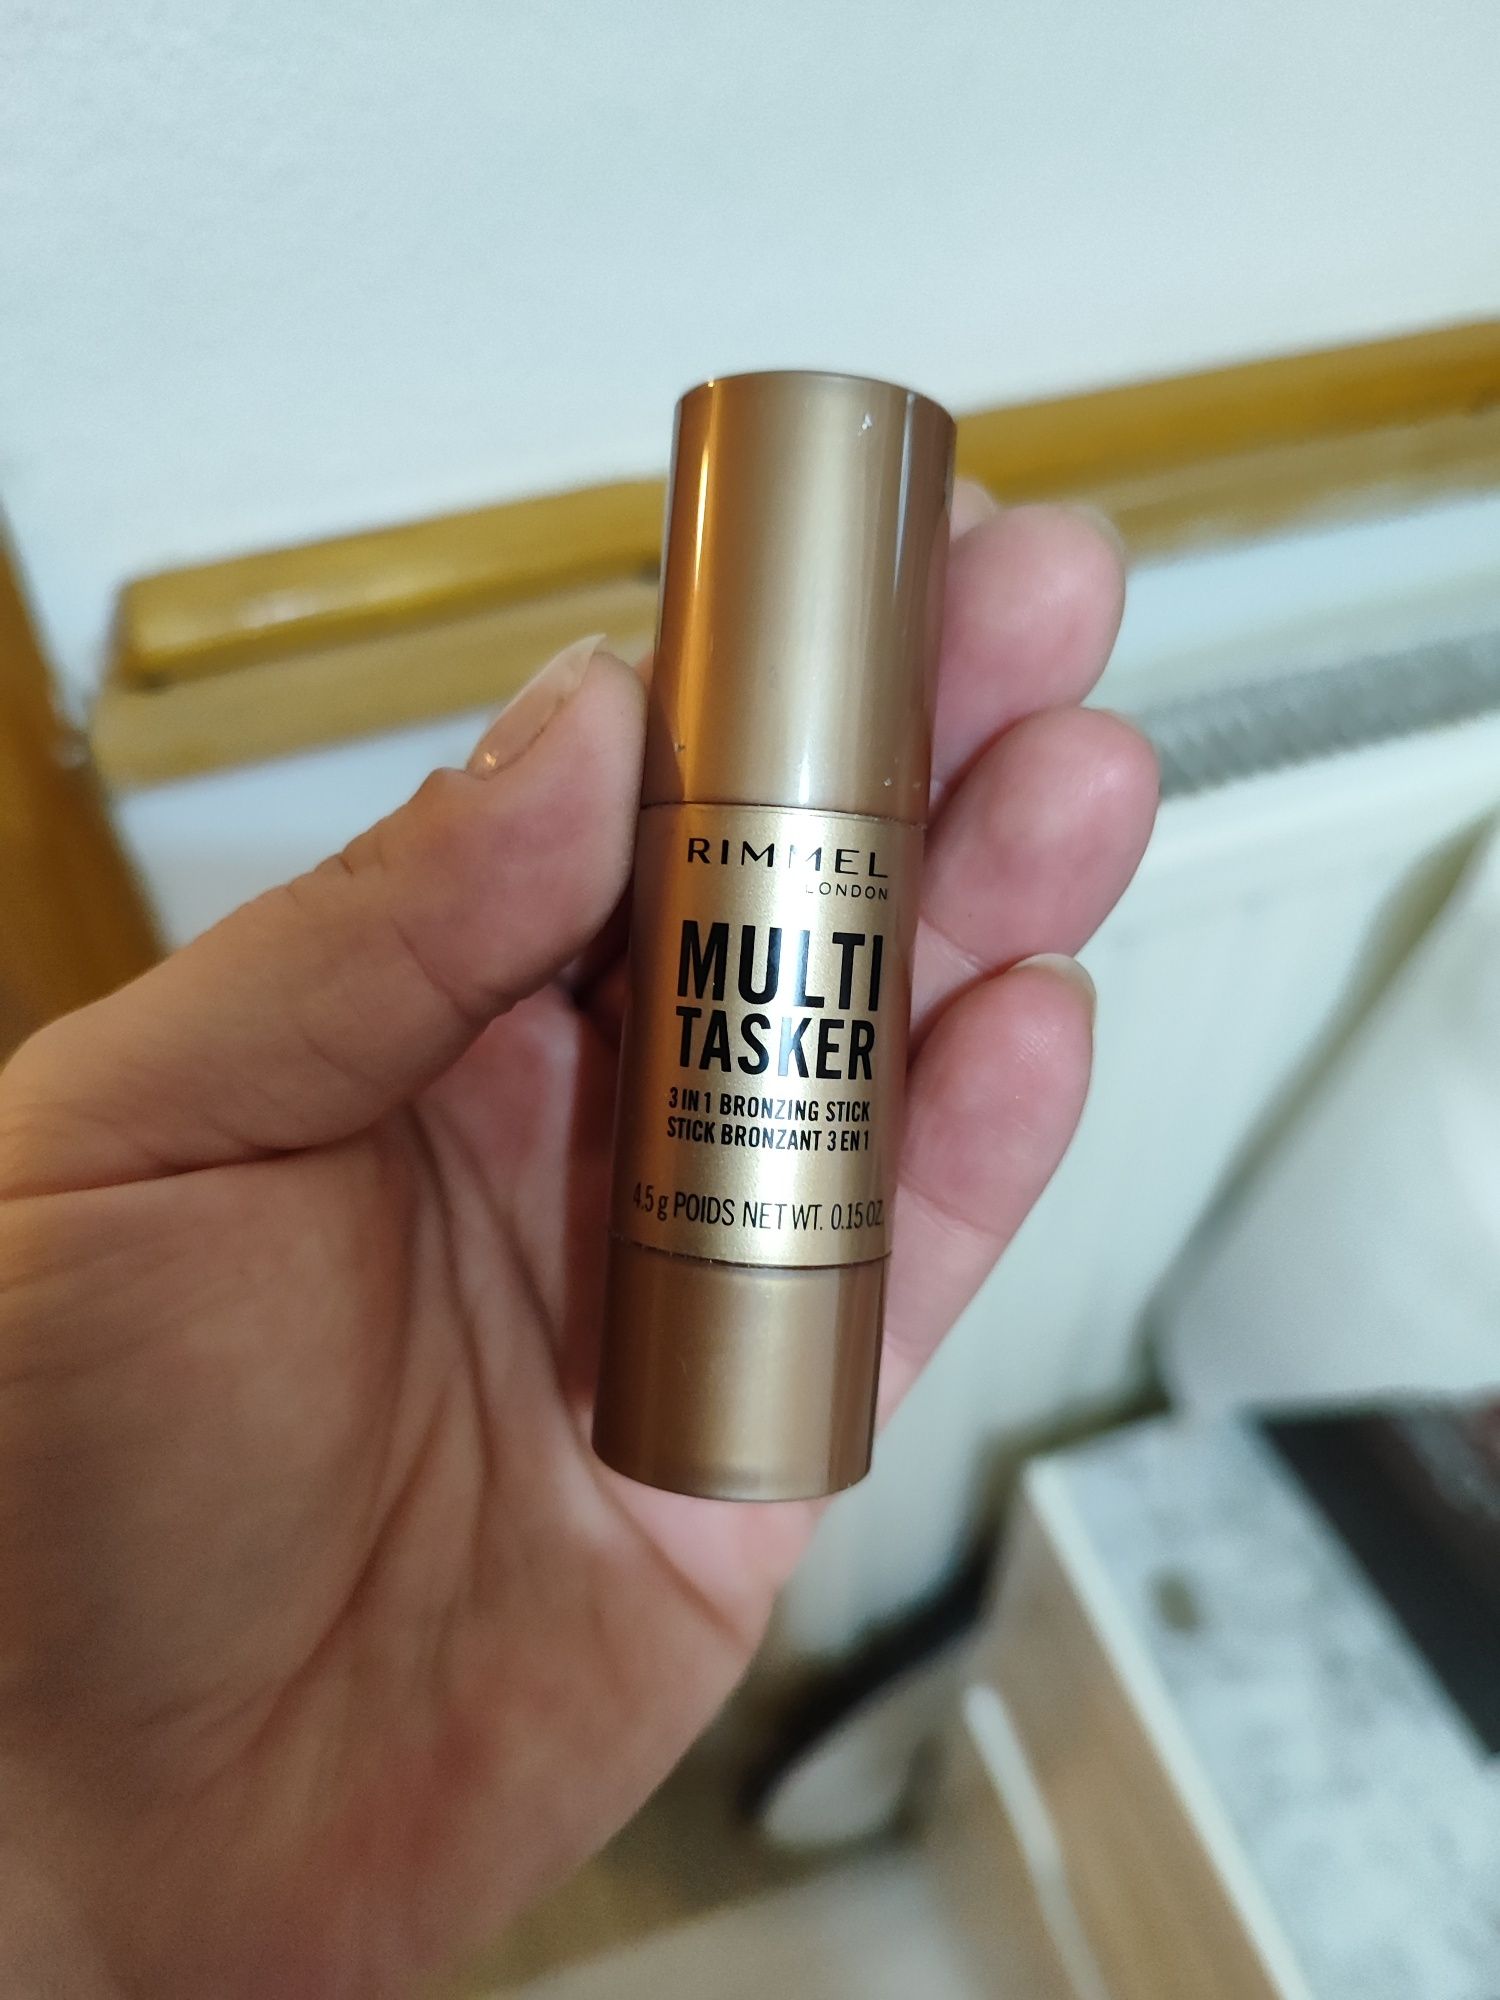 RIMMEL
LONDON
MULTI
TASKER
3 IN 1 BRONZING STICK
STICK BRONZANT 3 EN 1
4.5 g POIDS NET WT. 0.15 OZ.